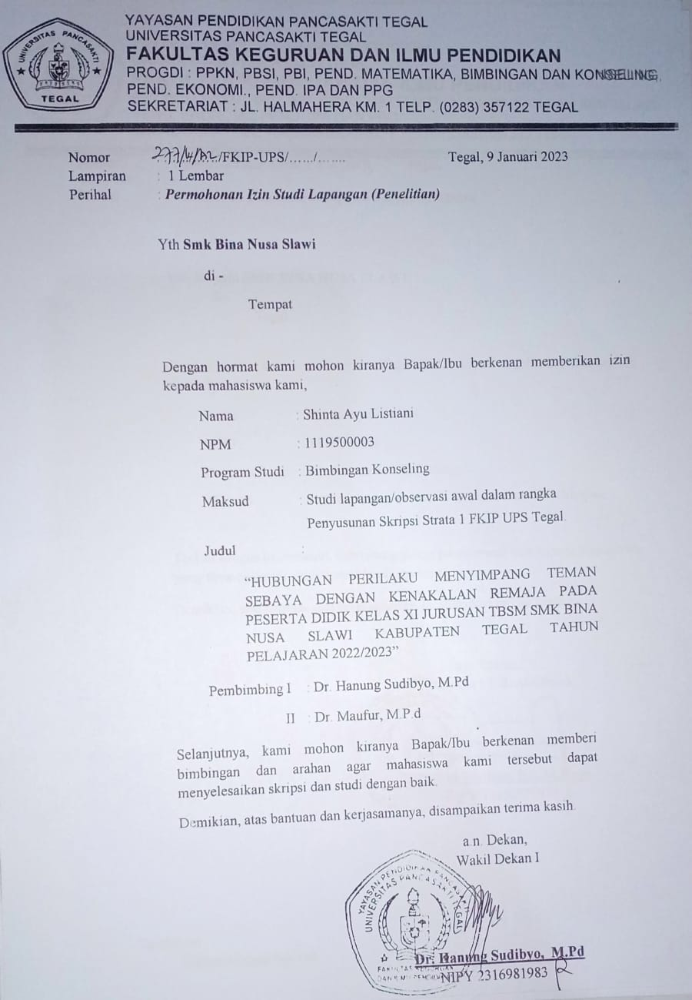 YAYASAN PENDIDIKAN PANCASAKTI TEGAL
UNIVERSITAS PANCASAKTI TEGAL
FAKULTAS KEGURUAN DAN ILMU PENDIDIKAN
PROGDI : PPKN, PBSI, PBI, PEND. MATEMATIKA, BIMBINGAN DAN KONSELING,
PEND. EKONOMI., PEND. IPA DAN PPG
SEKRETARIAT : JL. HALMAHERA KM. 1 TELP. (0283) 357122 TEGAL
UNIVERSITAS PANCASAKTI
TEGAL
Nomor /FKIP-UPS/....../....... Tegal, 9 Januari 2023
Lampiran : 1 Lembar
Perihal : Permohonan Izin Studi Lapangan (Penelitian)
Yth Smk Bina Nusa Slawi
di -
Tempat
Dengan hormat kami mohon kiranya Bapak/Ibu berkenan memberikan izin
kepada mahasiswa kami,
Nama : Shinta Ayu Listiani
NPM : 1119500003
Program Studi : Bimbingan Konseling
Maksud : Studi lapangan/observasi awal dalam rangka
Penyusunan Skripsi Strata 1 FKIP UPS Tegal.
Judul :
“HUBUNGAN PERILAKU MENYIMPANG TEMAN
SEBAYA DENGAN KENAKALAN REMAJA PADA
PESERTA DIDIK KELAS XI JURUSAN TBSM SMK BINA
NUSA SLAWI KABUPATEN TEGAL TAHUN
PELAJARAN 2022/2023”
Pembimbing I : Dr. Hanung Sudibyo, M.Pd
II : Dr. Maufur, M.P.d
Selanjutnya, kami mohon kiranya Bapak/Ibu berkenan memberi
bimbingan dan arahan agar mahasiswa kami tersebut dapat
menyelesaikan skripsi dan studi dengan baik.
Demikian, atas bantuan dan kerjasamanya, disampaikan terima kasih.
a.n. Dekan,
Wakil Dekan I
YAYASAN PENDIDIKAN PANCASAKTI
UNIVERSITAS PANCASAKTI TEGAL
Dr. Hanung Sudibyo, M.Pd
NIPY 2316981983